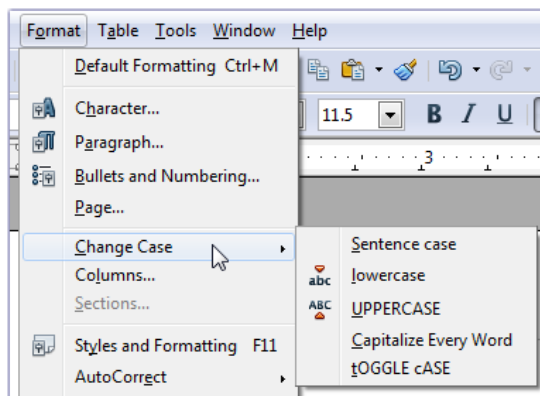 Format Table Tools Window Help
Default Formatting Ctrl+M
Character...
11.5 B I U
Paragraph...
3
Bullets and Numbering...
Page...
Change Case
Sentence case
Columns...
abc lowercase
Sections...
ABC UPPERCASE
Styles and Formatting F11
Capitalize Every Word
AutoCorrect
tOGGLE cASE